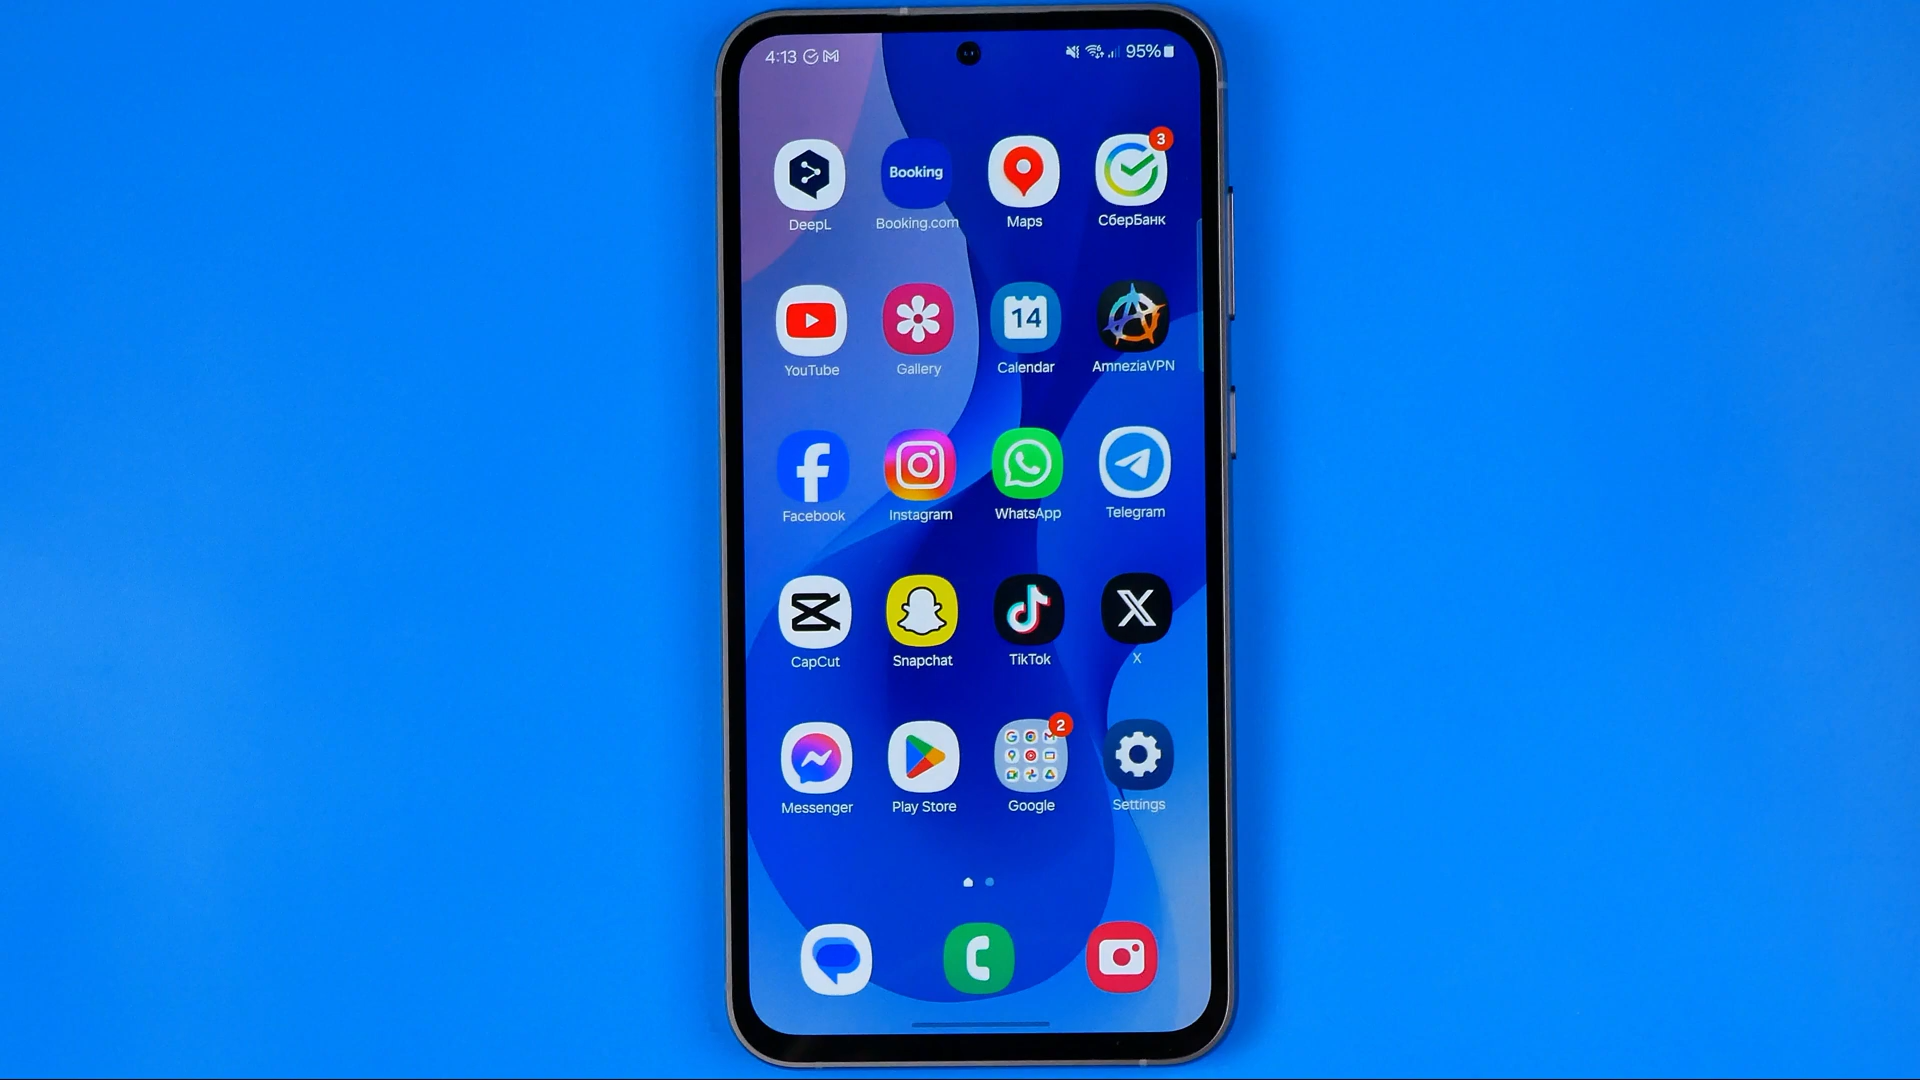 4:13 95%
3
Booking
DeepL Booking.com Maps СберБанк
14
YouTube Gallery Calendar AmneziaVPN
Facebook Instagram WhatsApp Telegram
CapCut Snapchat TikTok X
2
Messenger Play Store Google Settings